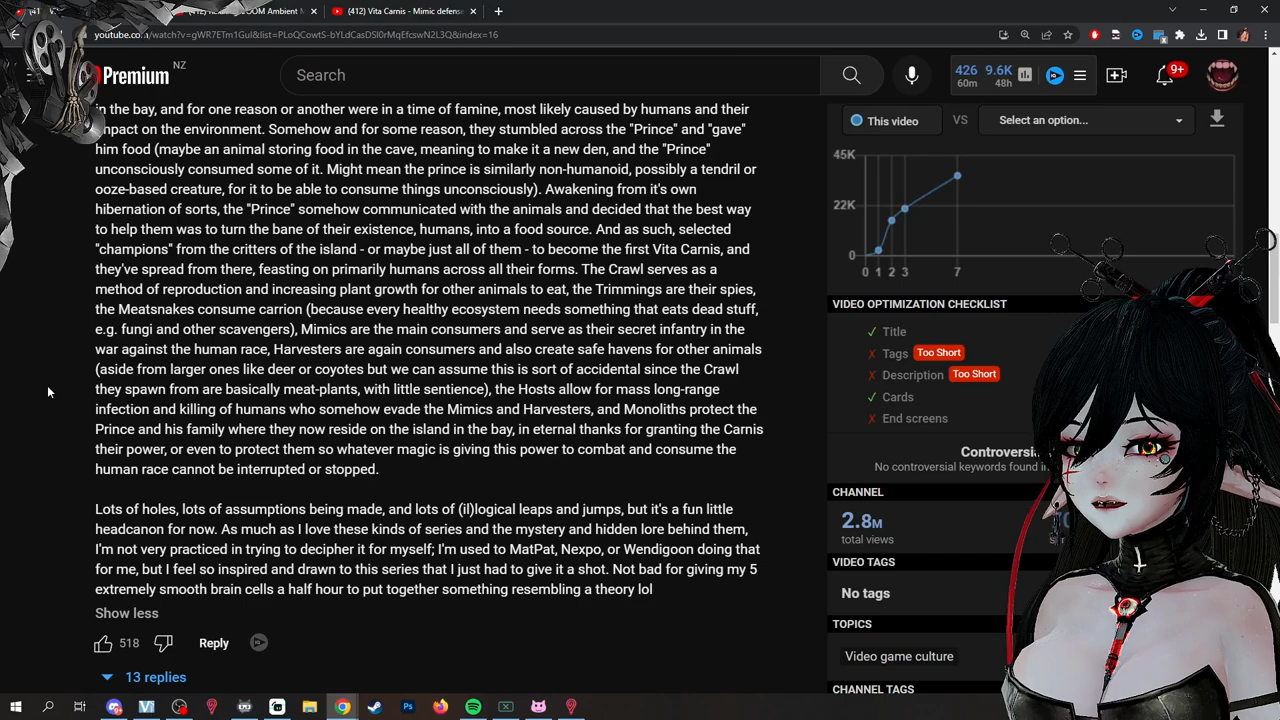 (412) Vita Carnis - Mimic defense
youtube.com/watch?v=gWR7ETm1GuI&list=PLoQCowtS-bYLdCasDSl0rMqEfcswN2L3Q&index=16
Premium NZ
Search
426 9.6K
60m 48h
9+
in the bay, and for one reason or another were in a time of famine, most likely caused by humans and their
impact on the environment. Somehow and for some reason, they stumbled across the "Prince" and "gave"
him food (maybe an animal storing food in the cave, meaning to make it a new den, and the "Prince"
unconsciously consumed some of it. Might mean the prince is similarly non-humanoid, possibly a tendril or
ooze-based creature, for it to be able to consume things unconsciously). Awakening from it's own
hibernation of sorts, the "Prince" somehow communicated with the animals and decided that the best way
to help them was to turn the bane of their existence, humans, into a food source. And as such, selected
"champions" from the critters of the island - or maybe just all of them - to become the first Vita Carnis, and
they've spread from there, feasting on primarily humans across all their forms. The Crawl serves as a
method of reproduction and increasing plant growth for other animals to eat, the Trimmings are their spies,
the Meatsnakes consume carrion (because every healthy ecosystem needs something that eats dead stuff,
e.g. fungi and other scavengers), Mimics are the main consumers and serve as their secret infantry in the
war against the human race, Harvesters are again consumers and also create safe havens for other animals
(aside from larger ones like deer or coyotes but we can assume this is sort of accidental since the Crawl
they spawn from are basically meat-plants, with little sentience), the Hosts allow for mass long-range
infection and killing of humans who somehow evade the Mimics and Harvesters, and Monoliths protect the
Prince and his family where they now reside on the island in the bay, in eternal thanks for granting the Carnis
their power, or even to protect them so whatever magic is giving this power to combat and consume the
human race cannot be interrupted or stopped.
Lots of holes, lots of assumptions being made, and lots of (il)logical leaps and jumps, but it's a fun little
headcanon for now. As much as I love these kinds of series and the mystery and hidden lore behind them,
I'm not very practiced in trying to decipher it for myself; I'm used to MatPat, Nexpo, or Wendigoon doing that
for me, but I feel so inspired and drawn to this series that I just had to give it a shot. Not bad for giving my 5
extremely smooth brain cells a half hour to put together something resembling a theory lol
Show less
518 Reply
13 replies
This video VS Select an option...
45K
22K
0
0 1 2 3 7
VIDEO OPTIMIZATION CHECKLIST
Title
Tags Too Short
Description Too Short
Cards
End screens
No controversial keywords found
CHANNEL
2.8M
total views
VIDEO TAGS
No tags
TOPICS
Video game culture
CHANNEL TAGS